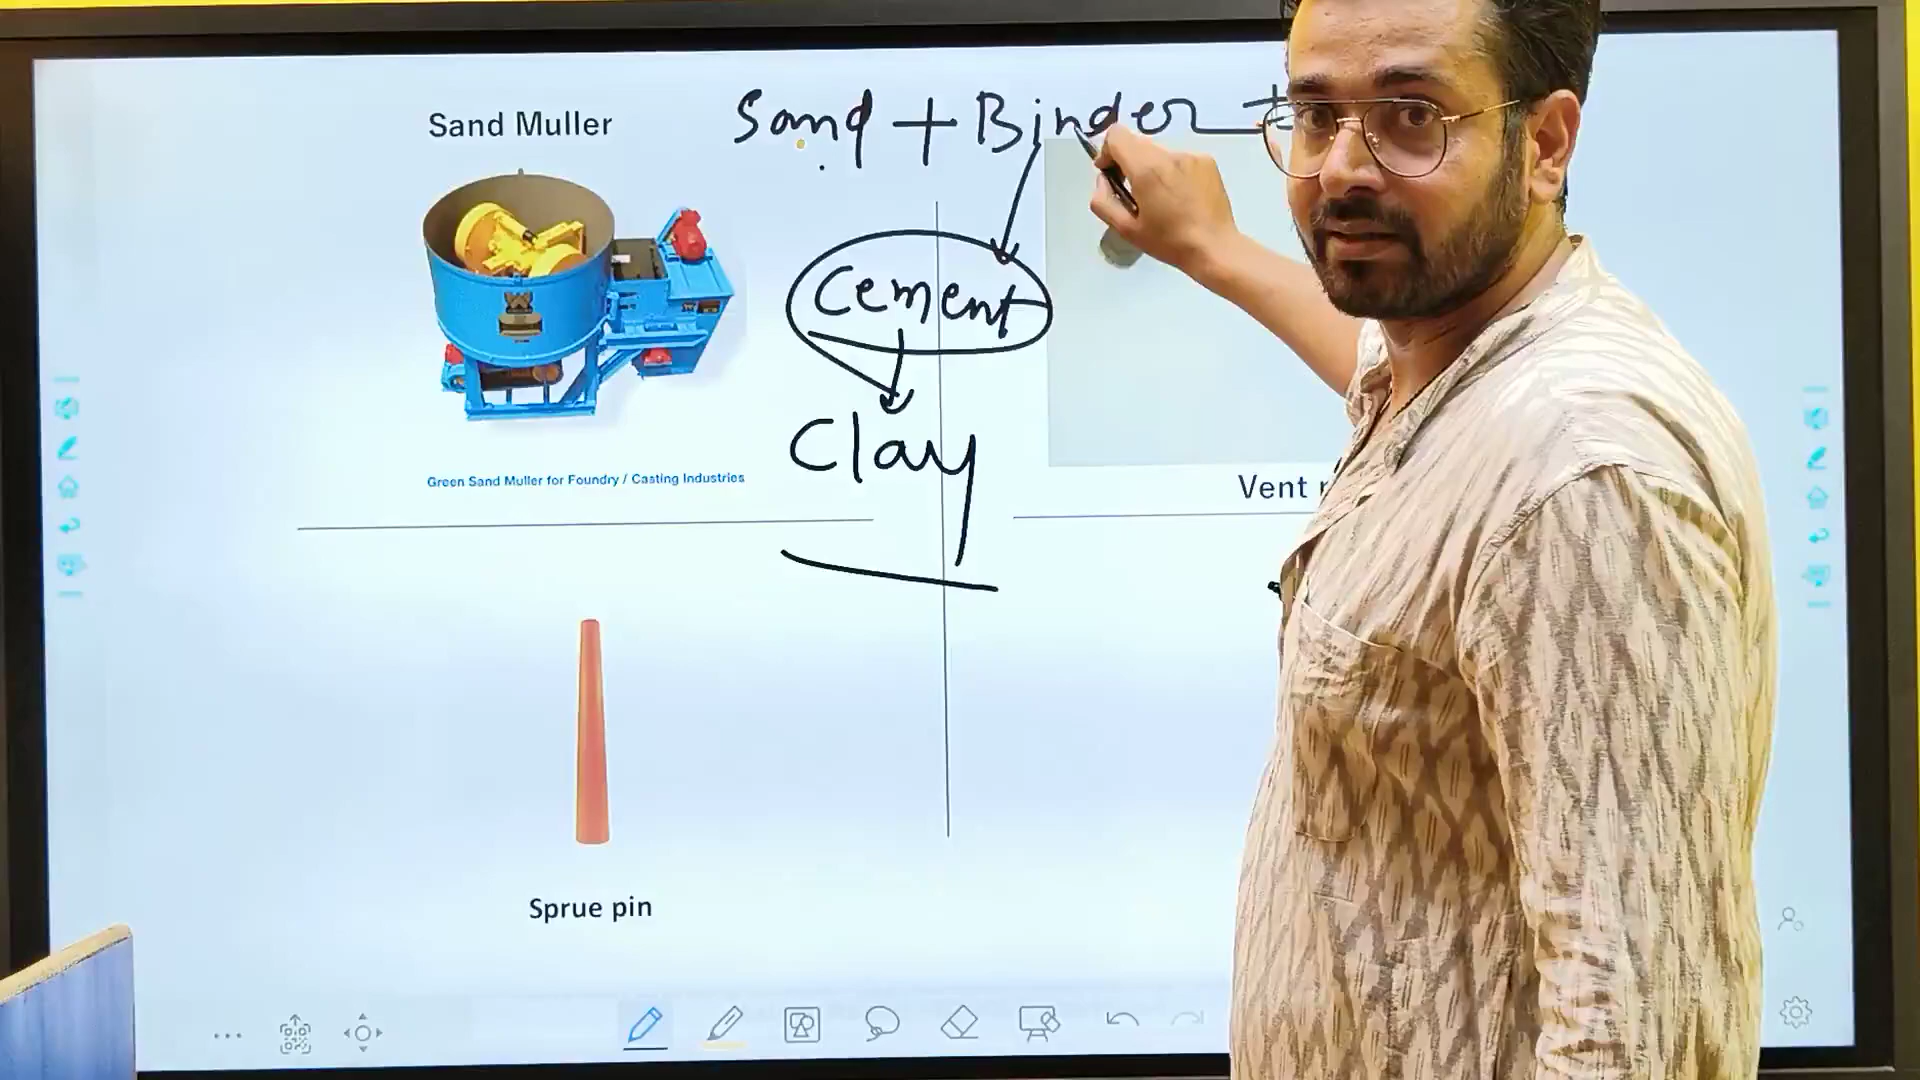 Sand Muller
Sand + Binder +
Cement
Clay
Green Sand Muller for Foundry / Casting Industries
Vent
Sprue pin